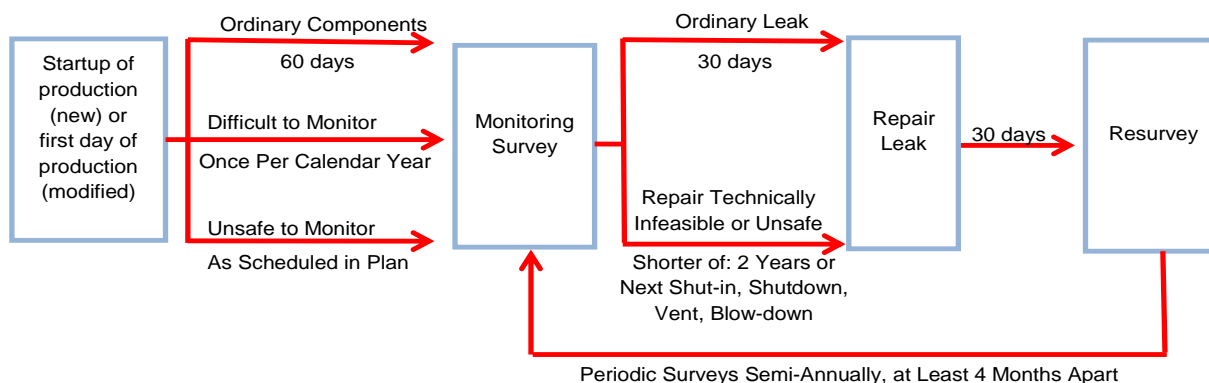 Startup of
production
(new) or
first day of
production
(modified)
Ordinary Components
60 days
Difficult to Monitor
Once Per Calendar Year
Unsafe to Monitor
As Scheduled in Plan
Monitoring
Survey
Ordinary Leak
30 days
Repair Technically
Infeasible or Unsafe
Shorter of: 2 Years or
Next Shut-in, Shutdown,
Vent, Blow-down
Repair
Leak
30 days
Resurvey
Periodic Surveys Semi-Annually, at Least 4 Months Apart